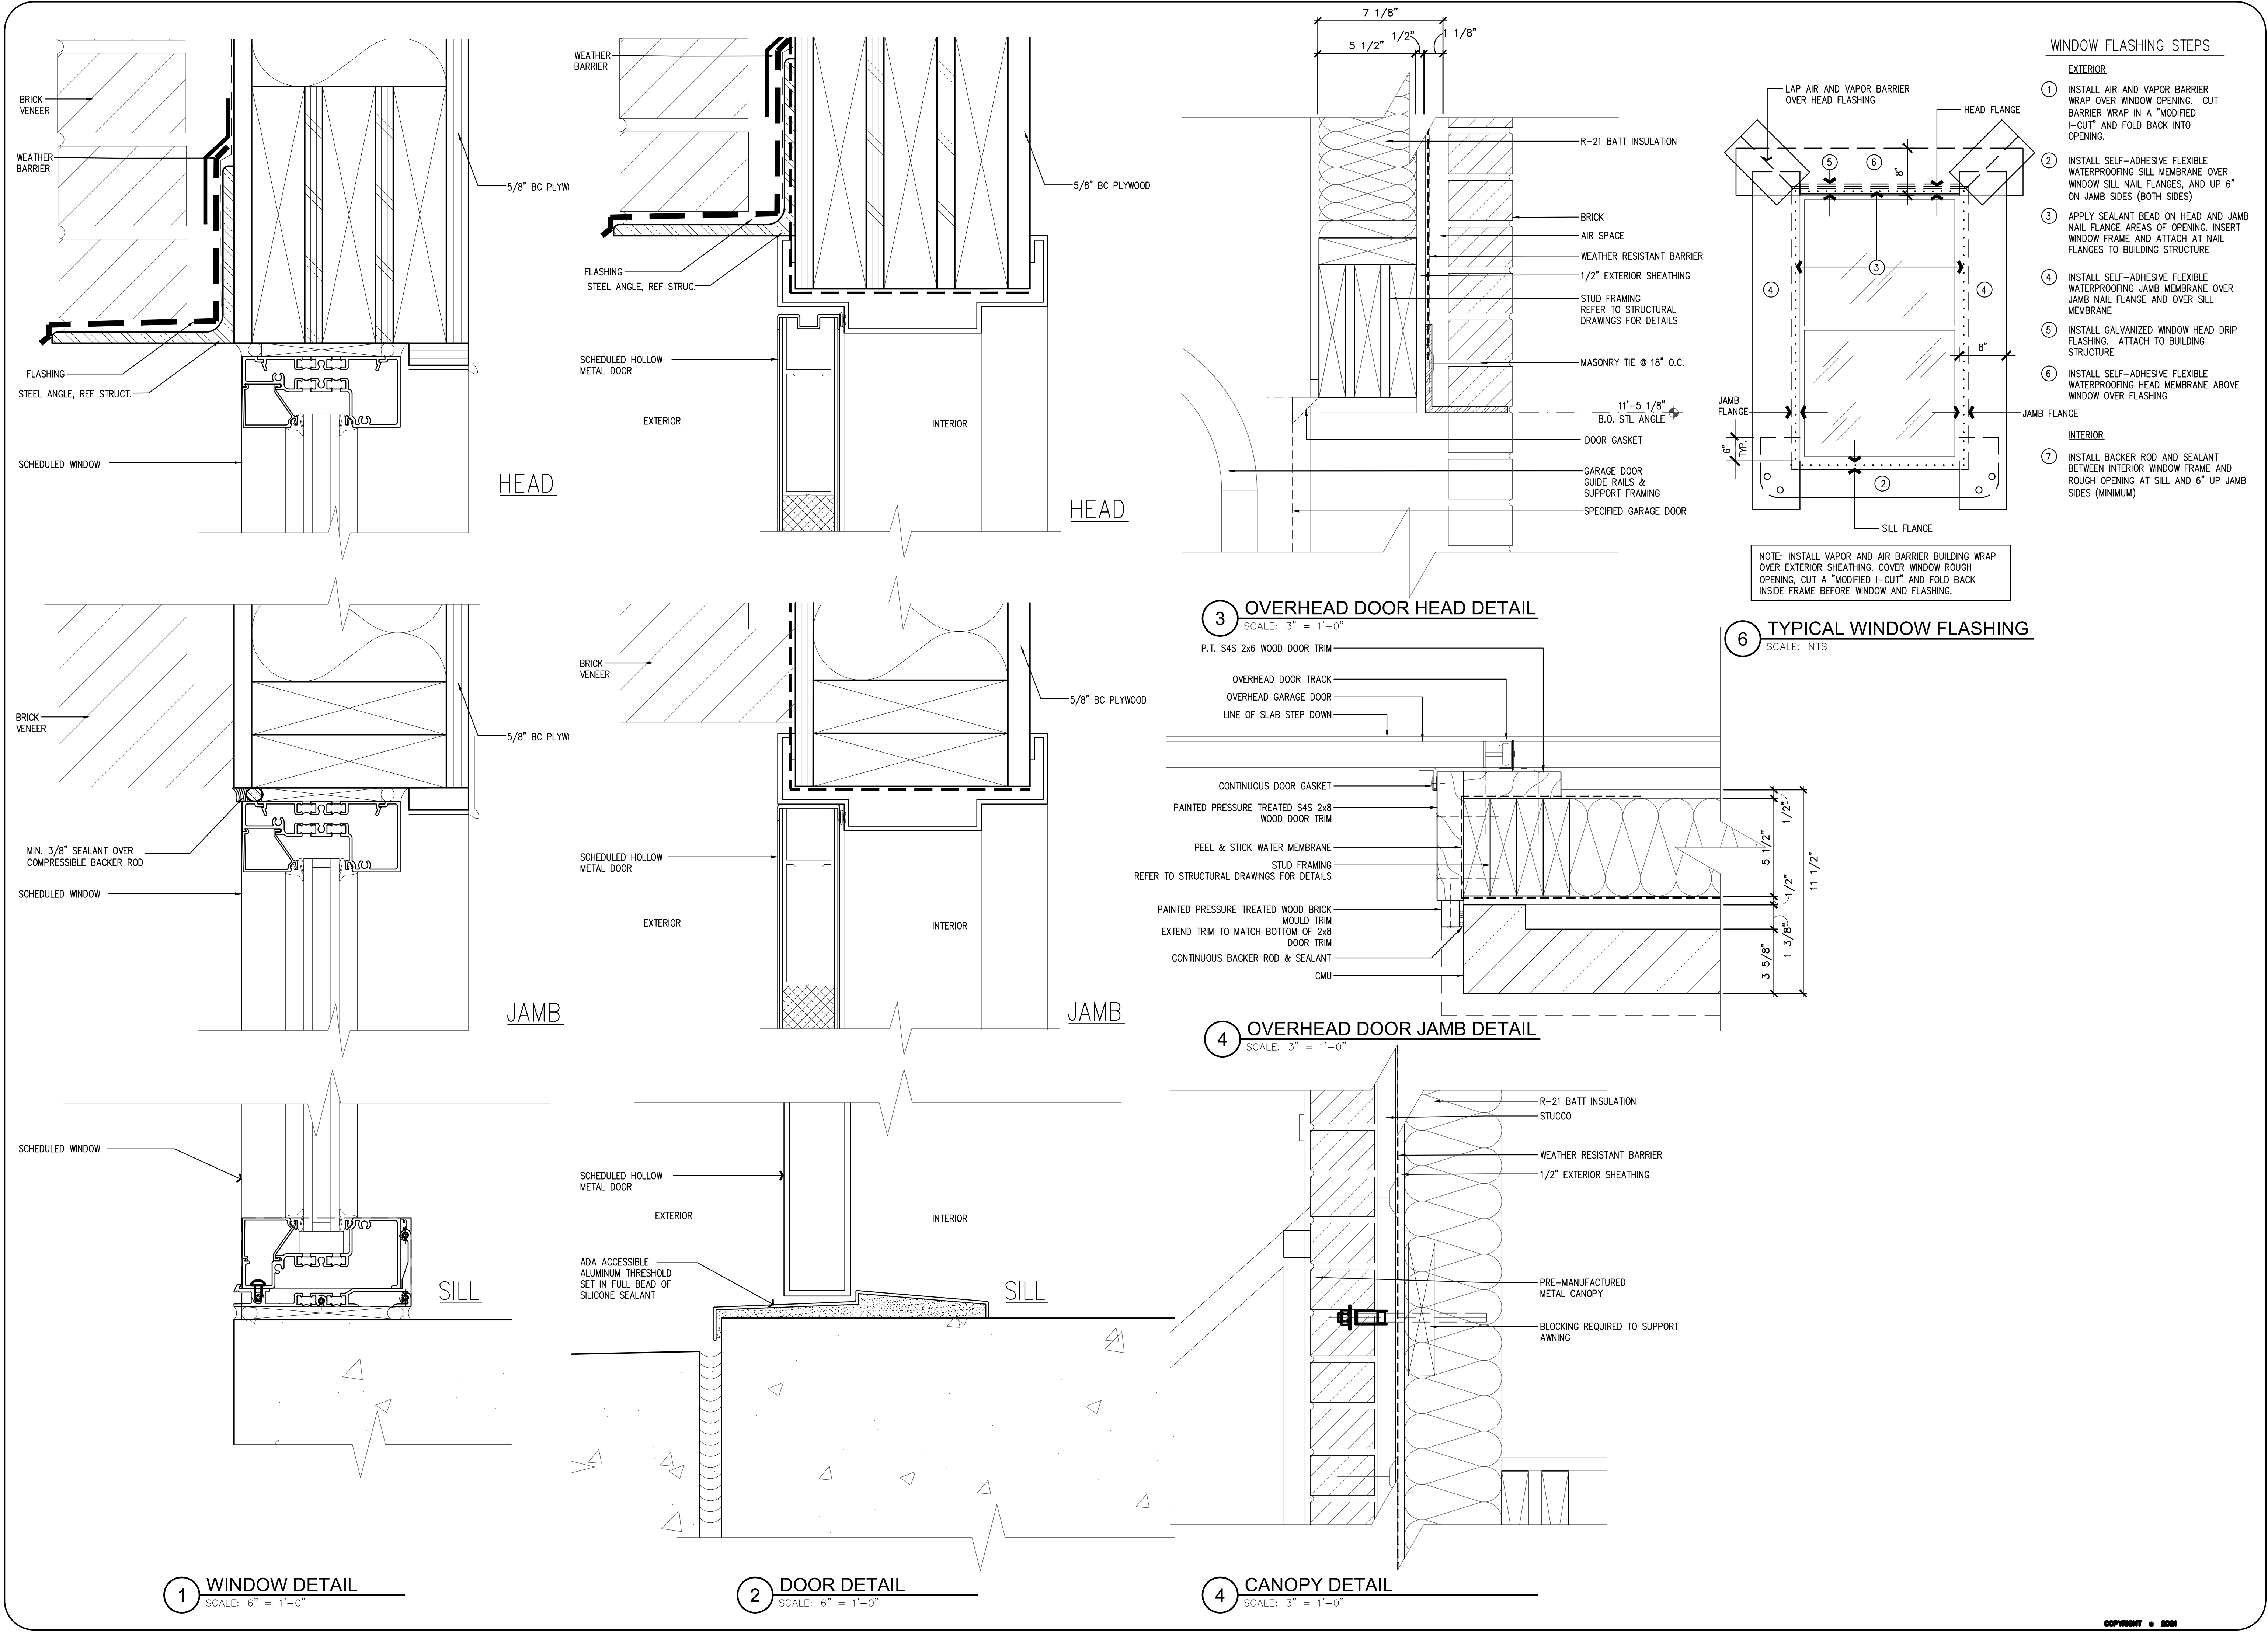 BRICK
VENEER
WEATHER
BARRIER
5/8" BC PLYW
FLASHING
STEEL ANGLE, REF STRUCT.
SCHEDULED WINDOW
HEAD
BRICK
VENEER
5/8" BC PLYW
MIN. 3/8" SEALANT OVER
COMPRESSIBLE BACKER ROD
SCHEDULED WINDOW
JAMB
SCHEDULED WINDOW
SILL
1
WINDOW DETAIL
SCALE: 6" = 1'-0"
WEATHER
BARRIER
5/8" BC PLYWOOD
FLASHING
STEEL ANGLE, REF STRUC.
SCHEDULED HOLLOW
METAL DOOR
EXTERIOR
INTERIOR
HEAD
BRICK
VENEER
5/8" BC PLYWOOD
SCHEDULED HOLLOW
METAL DOOR
EXTERIOR
INTERIOR
JAMB
SCHEDULED HOLLOW
METAL DOOR
EXTERIOR
INTERIOR
ADA ACCESSIBLE
ALUMINUM THRESHOLD
SET IN FULL BEAD OF
SILICONE SEALANT
SILL
2
DOOR DETAIL
SCALE: 6" = 1'-0"
7 1/8"
5 1/2"
1/2"
1 1/8"
R-21 BATT INSULATION
BRICK
AIR SPACE
WEATHER RESISTANT BARRIER
1/2" EXTERIOR SHEATHING
STUD FRAMING
REFER TO STRUCTURAL
DRAWINGS FOR DETAILS
MASONRY TIE @ 18" O.C.
11'-5 1/8"
B.O. STL ANGLE
DOOR GASKET
GARAGE DOOR
GUIDE RAILS &
SUPPORT FRAMING
SPECIFIED GARAGE DOOR
3
OVERHEAD DOOR HEAD DETAIL
SCALE: 3" = 1'-0"
P.T. S4S 2x6 WOOD DOOR TRIM
OVERHEAD DOOR TRACK
OVERHEAD GARAGE DOOR
LINE OF SLAB STEP DOWN
CONTINUOUS DOOR GASKET
PAINTED PRESSURE TREATED S4S 2x8
WOOD DOOR TRIM
PEEL & STICK WATER MEMBRANE
STUD FRAMING
REFER TO STRUCTURAL DRAWINGS FOR DETAILS
PAINTED PRESSURE TREATED WOOD BRICK
MOULD TRIM
EXTEND TRIM TO MATCH BOTTOM OF 2x8
DOOR TRIM
CONTINUOUS BACKER ROD & SEALANT
CMU
1/2"
5 1/2"
1/2"
1 3/8"
3 5/8"
11 1/2"
4
OVERHEAD DOOR JAMB DETAIL
SCALE: 3" = 1'-0"
R-21 BATT INSULATION
STUCCO
WEATHER RESISTANT BARRIER
1/2" EXTERIOR SHEATHING
PRE-MANUFACTURED
METAL CANOPY
BLOCKING REQUIRED TO SUPPORT
AWNING
4
CANOPY DETAIL
SCALE: 3" = 1'-0"
LAP AIR AND VAPOR BARRIER
OVER HEAD FLASHING
HEAD FLANGE
5
6
8"
3
4
4
8"
JAMB
FLANGE
JAMB FLANGE
6"
TYP.
2
SILL FLANGE
NOTE: INSTALL VAPOR AND AIR BARRIER BUILDING WRAP
OVER EXTERIOR SHEATHING. COVER WINDOW ROUGH
OPENING, CUT A "MODIFIED I-CUT" AND FOLD BACK
INSIDE FRAME BEFORE WINDOW AND FLASHING.
6
TYPICAL WINDOW FLASHING
SCALE: NTS
WINDOW FLASHING STEPS
EXTERIOR
1 INSTALL AIR AND VAPOR BARRIER
WRAP OVER WINDOW OPENING. CUT
BARRIER WRAP IN A "MODIFIED
I-CUT" AND FOLD BACK INTO
OPENING.
2 INSTALL SELF-ADHESIVE FLEXIBLE
WATERPROOFING SILL MEMBRANE OVER
WINDOW SILL NAIL FLANGES, AND UP 6"
ON JAMB SIDES (BOTH SIDES)
3 APPLY SEALANT BEAD ON HEAD AND JAMB
NAIL FLANGE AREAS OF OPENING. INSERT
WINDOW FRAME AND ATTACH AT NAIL
FLANGES TO BUILDING STRUCTURE
4 INSTALL SELF-ADHESIVE FLEXIBLE
WATERPROOFING JAMB MEMBRANE OVER
JAMB NAIL FLANGE AND OVER SILL
MEMBRANE
5 INSTALL GALVANIZED WINDOW HEAD DRIP
FLASHING. ATTACH TO BUILDING
STRUCTURE
6 INSTALL SELF-ADHESIVE FLEXIBLE
WATERPROOFING HEAD MEMBRANE ABOVE
WINDOW OVER FLASHING
INTERIOR
7 INSTALL BACKER ROD AND SEALANT
BETWEEN INTERIOR WINDOW FRAME AND
ROUGH OPENING AT SILL AND 6" UP JAMB
SIDES (MINIMUM)
COPYRIGHT © 2021